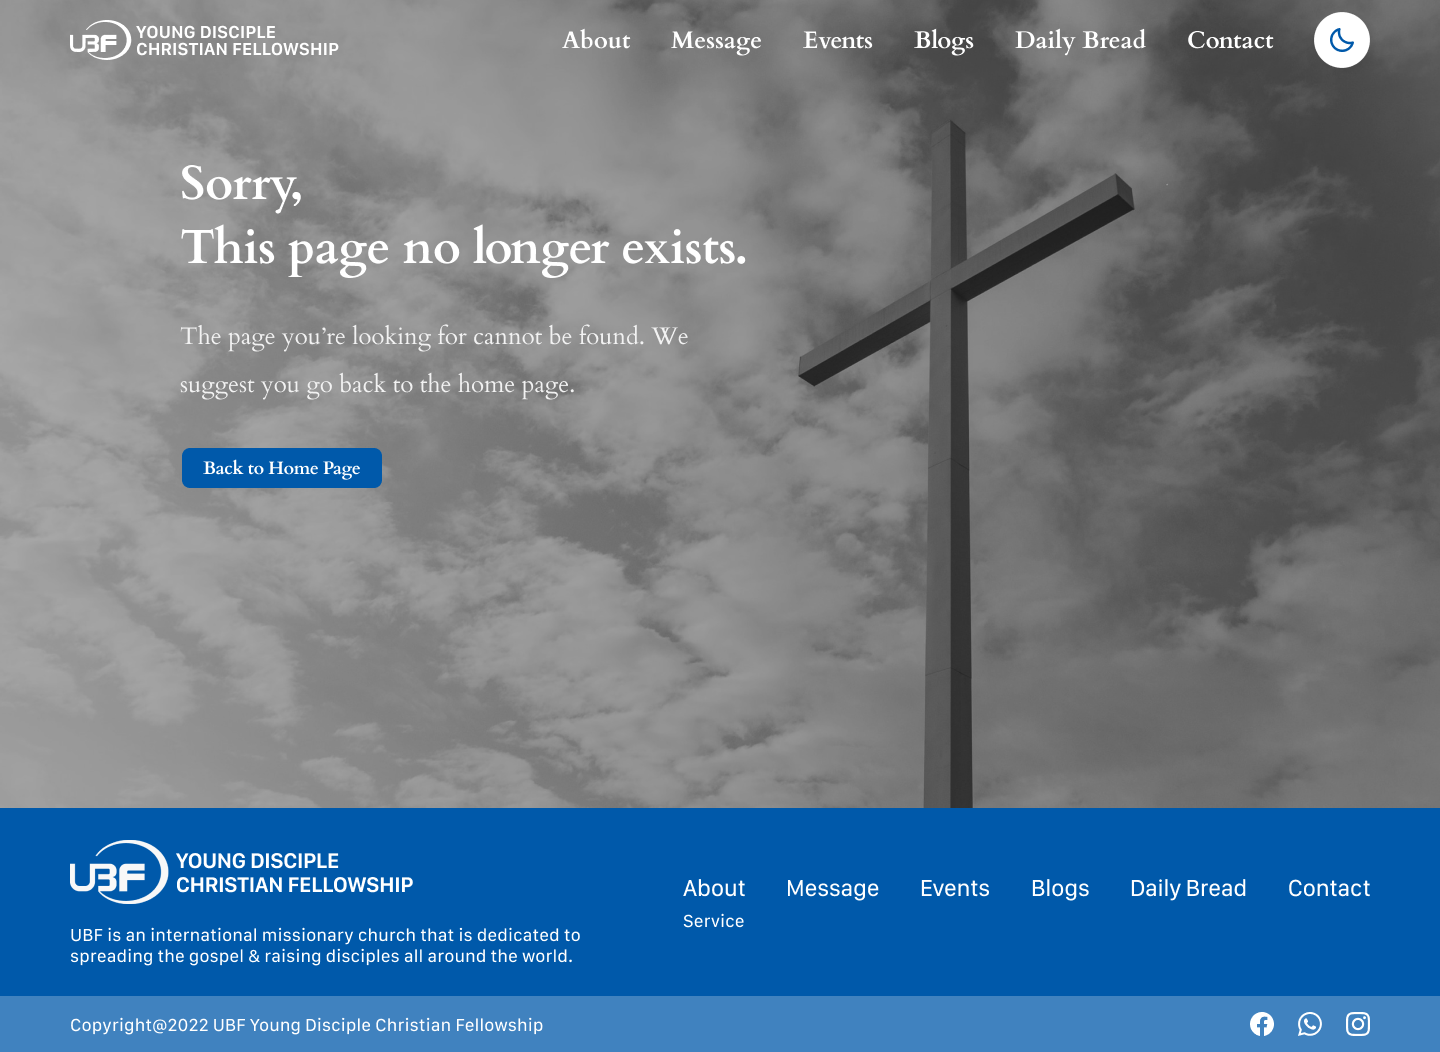 UBF YOUNG DISCIPLE
CHRISTIAN FELLOWSHIP
About Message Events Blogs Daily Bread Contact
Sorry,
This page no longer exists.
The page you’re looking for cannot be found. We
suggest you go back to the home page.
Back to Home Page
UBF YOUNG DISCIPLE
CHRISTIAN FELLOWSHIP
UBF is an international missionary church that is dedicated to
spreading the gospel & raising disciples all around the world.
About Message Events Blogs Daily Bread Contact
Service
Copyright@2022 UBF Young Disciple Christian Fellowship